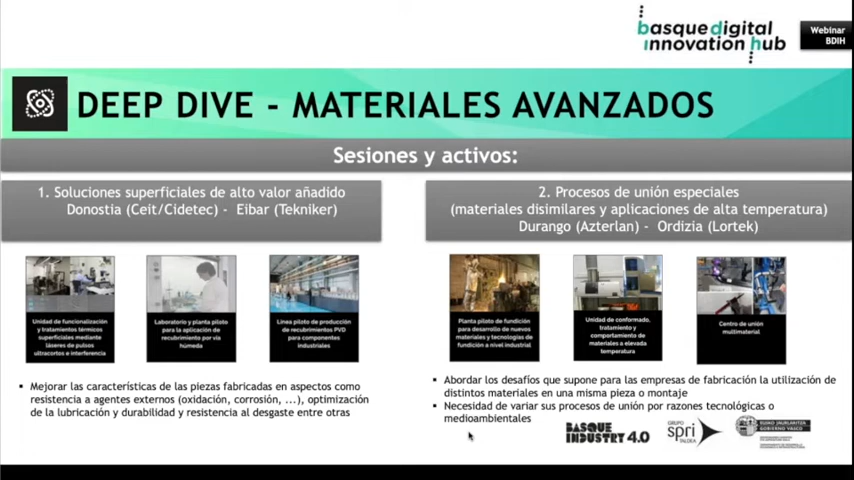 basque digital
innovation hub
Webinar
BDIH
DEEP DIVE - MATERIALES AVANZADOS
Sesiones y activos:
1. Soluciones superficiales de alto valor añadido
Donostia (Ceit/Cidetec) - Eibar (Tekniker)
2. Procesos de unión especiales
(materiales disimilares y aplicaciones de alta temperatura)
Durango (Azterlan) - Ordizia (Lortek)
Unidad de funcionalización
y tratamientos térmicos
superficiales mediante
láseres de pulsos
ultracortos e interferencia
Laboratorio y planta piloto
para la aplicación de
recubrimiento por vía
húmeda
Línea piloto de producción
de recubrimientos PVD
para componentes
industriales
Planta piloto de fundición
para desarrollo de nuevos
materiales y tecnologías de
fundición a nivel industrial
Unidad de conformado,
tratamiento y
comportamiento de
materiales a elevada
temperatura
Centro de unión
multimaterial
▪ Mejorar las características de las piezas fabricadas en aspectos como
resistencia a agentes externos (oxidación, corrosión, ...), optimización
de la lubricación y durabilidad y resistencia al desgaste entre otras
▪ Abordar los desafíos que supone para las empresas de fabricación la utilización de
distintos materiales en una misma pieza o montaje
▪ Necesidad de variar sus procesos de unión por razones tecnológicas o
medioambientales
BASQUE
INDUSTRY 4.0
GRUPO
spri
TALDEA
EUSKO JAURLARITZA
GOBIERNO VASCO